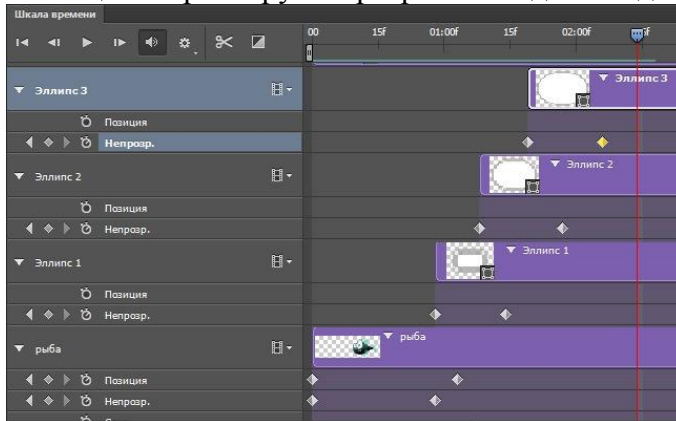 Шкала времени
00 15f 01:00f 15f 02:00f f
Эллипс 3
Эллипс 3
Позиция
Непрозр.
Эллипс 2
Эллипс 2
Позиция
Непрозр.
Эллипс 1
Эллипс 1
Позиция
Непрозр.
рыба
рыба
Позиция
Непрозр.